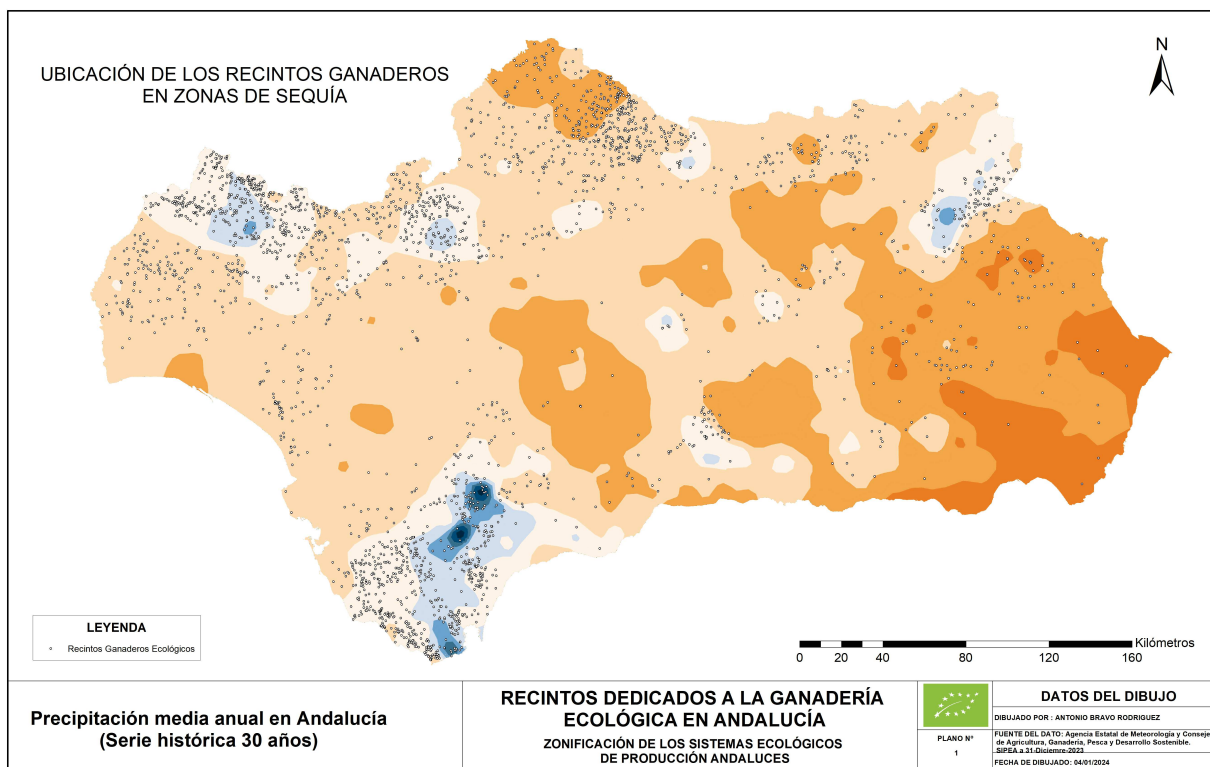 UBICACIÓN DE LOS RECINTOS GANADEROS
EN ZONAS DE SEQUÍA
N
LEYENDA
Recintos Ganaderos Ecológicos
Kilómetros
0 20 40 80 120 160
Precipitación media anual en Andalucía
(Serie histórica 30 años)
RECINTOS DEDICADOS A LA GANADERÍA
ECOLÓGICA EN ANDALUCÍA
ZONIFICACIÓN DE LOS SISTEMAS ECOLÓGICOS
DE PRODUCCIÓN ANDALUCES
PLANO Nº
1
DATOS DEL DIBUJO
DIBUJADO POR : ANTONIO BRAVO RODRIGUEZ
FUENTE DEL DATO: Agencia Estatal de Meteorología y Conseje
de Agricultura, Ganadería, Pesca y Desarrollo Sostenible.
SIPEA a 31-Diciembre-2023
FECHA DE DIBUJADO: 04/01/2024